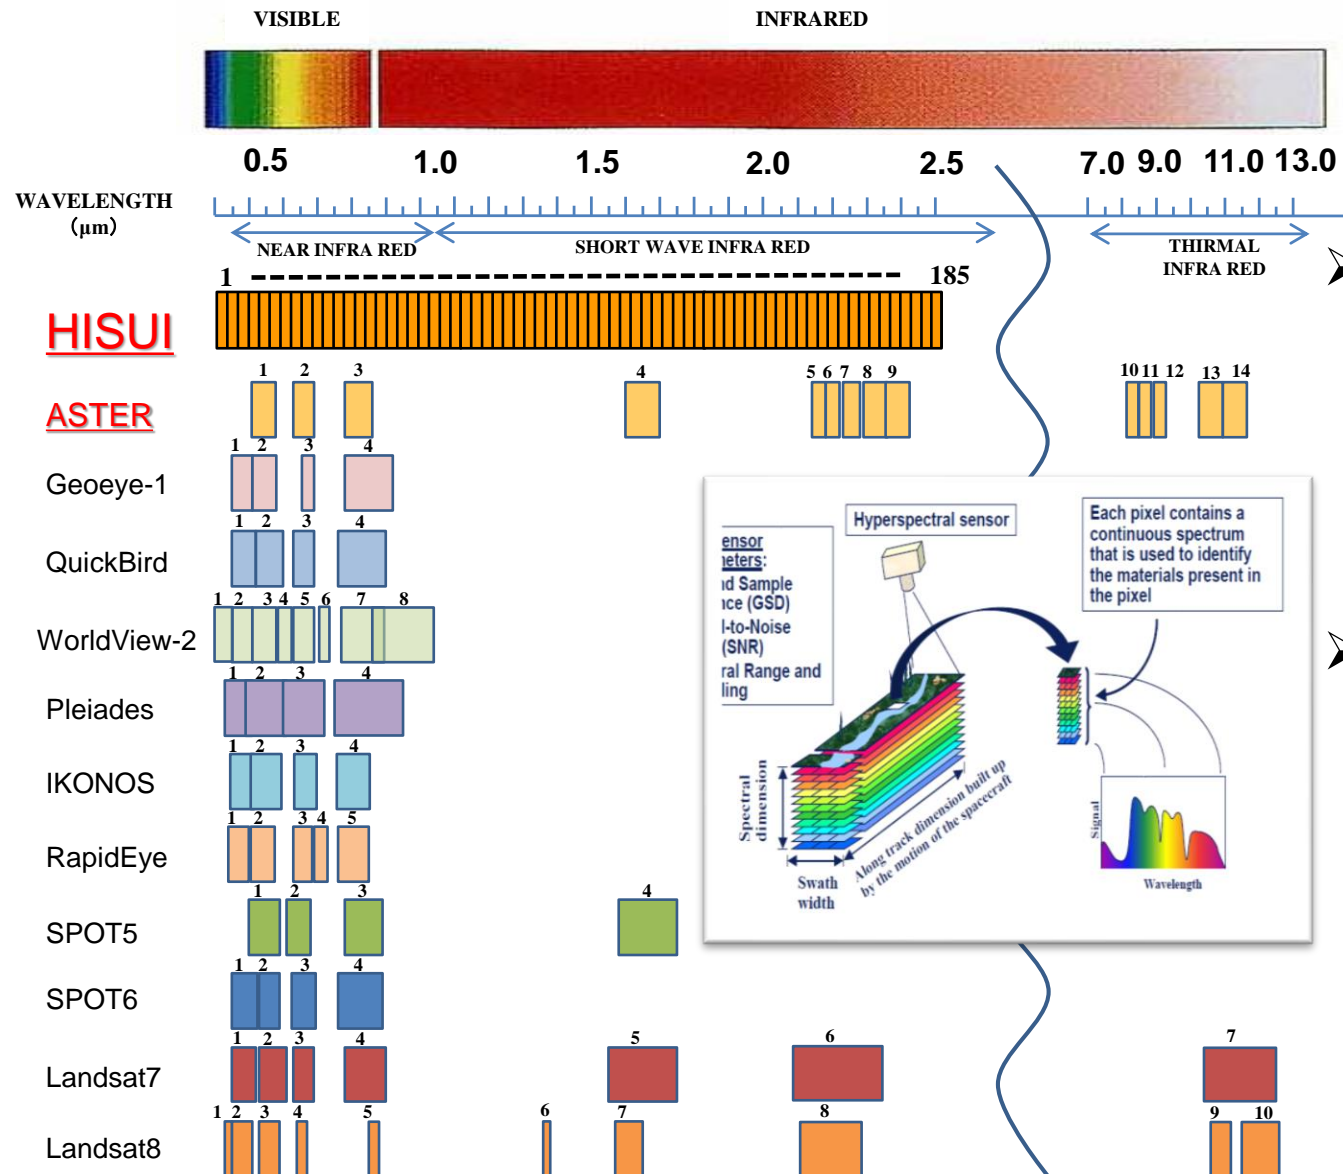 VISIBLE
INFRARED
0.5 1.0 1.5 2.0 2.5 7.0 9.0 11.0 13.0
WAVELENGTH
(μm)
NEAR INFRA RED
SHORT WAVE INFRA RED
THIRMAL
INFRA RED
1 185
HISUI
1 2 3 4 5 6 7 8 9 10 11 12 13 14
ASTER
1 2 3 4
Geoeye-1
1 2 3 4
QuickBird
1 2 3 4 5 6 7 8
WorldView-2
1 2 3 4
Pleiades
1 2 3 4
IKONOS
1 2 3 4 5
RapidEye
1 2 3 4
SPOT5
1 2 3 4
SPOT6
1 2 3 4 5 6 7
Landsat7
1 2 3 4 5 6 7 8 9 10
Landsat8
ensor
neters:
nd Sample
nce (GSD)
l-to-Noise
(SNR)
ral Range and
ling
Hyperspectral sensor
Each pixel contains a
continuous spectrum
that is used to identify
the materials present in
the pixel
Spectral
dimension
Swath
width
Along track dimension built up
by the motion of the spacecraft
Signal
Wavelength